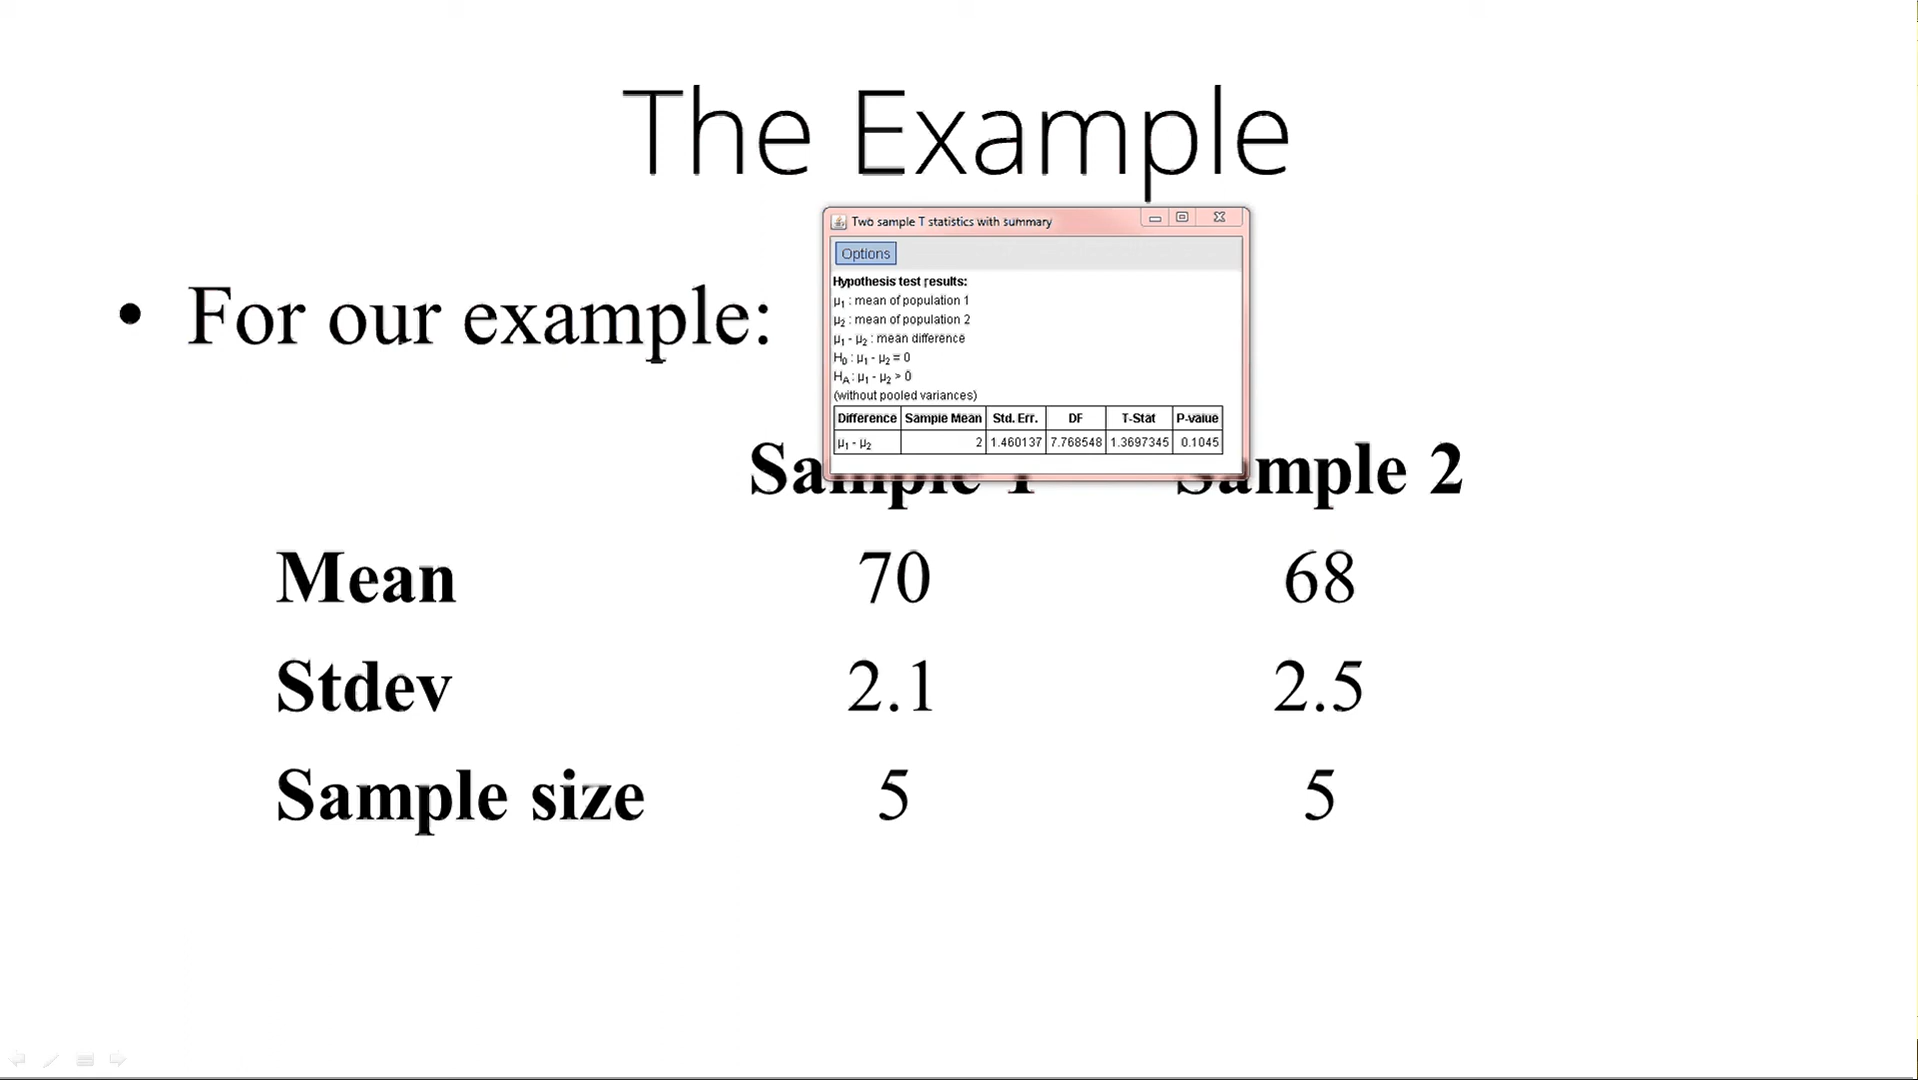 The Example
Two sample T statistics with summary
Options
Hypothesis test results:
μ1 : mean of population 1
μ2 : mean of population 2
μ1 - μ2 : mean difference
H0 : μ1 - μ2 = 0
HA : μ1 - μ2 > 0
(without pooled variances)
Difference Sample Mean Std. Err. DF T-Stat P-value
μ1 - μ2 2 1.460137 7.768548 1.3697345 0.1045
• For our example:
Sample 1 Sample 2
Mean 70 68
Stdev 2.1 2.5
Sample size 5 5